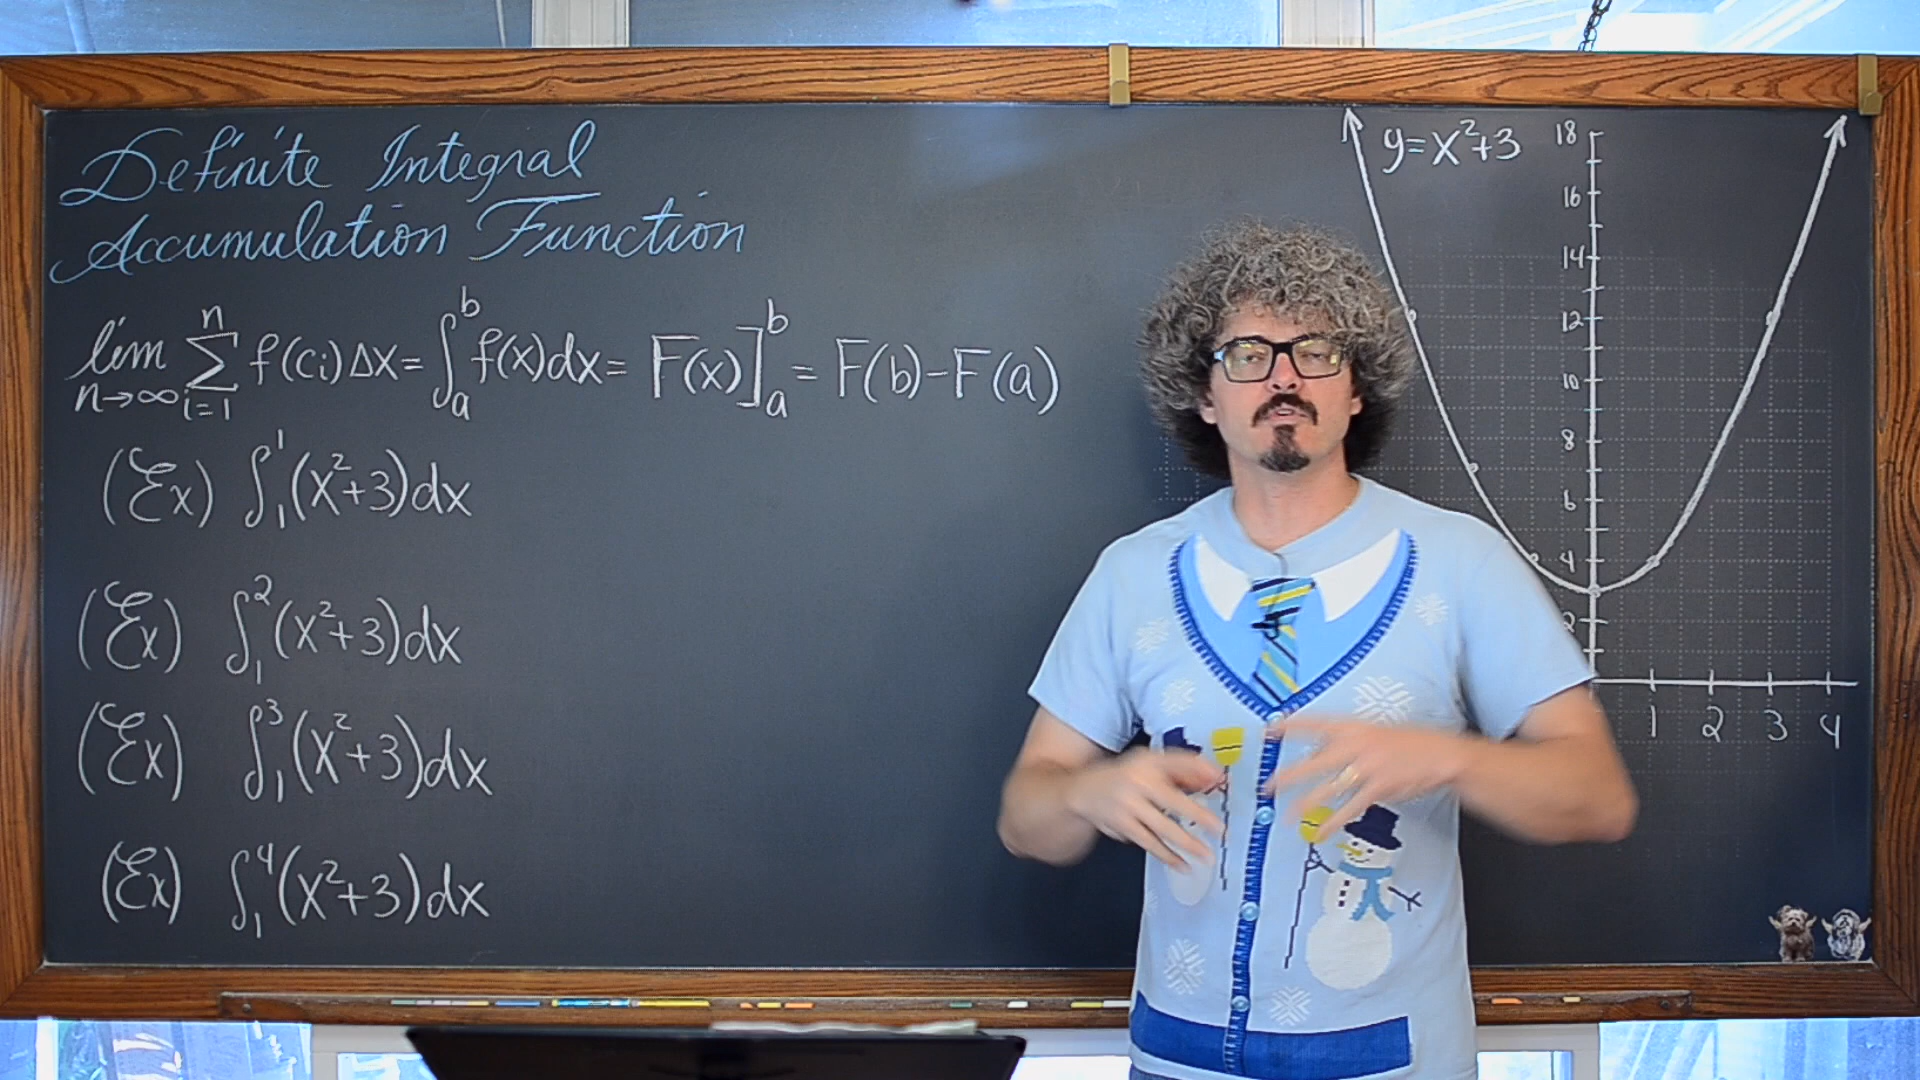 Definite Integral
Accumulation Function
lim n→∞ ∑ i=1 n f(ci) Δx = ∫_a^b f(x)dx = F(x)]_a^b = F(b) - F(a)
(Ex) ∫_1^1 (x²+3)dx
(Ex) ∫_1^2 (x²+3)dx
(Ex) ∫_1^3 (x²+3)dx
(Ex) ∫_1^4 (x²+3)dx
y=x²+3
18
16
14
12
10
8
6
4
2
1 2 3 4